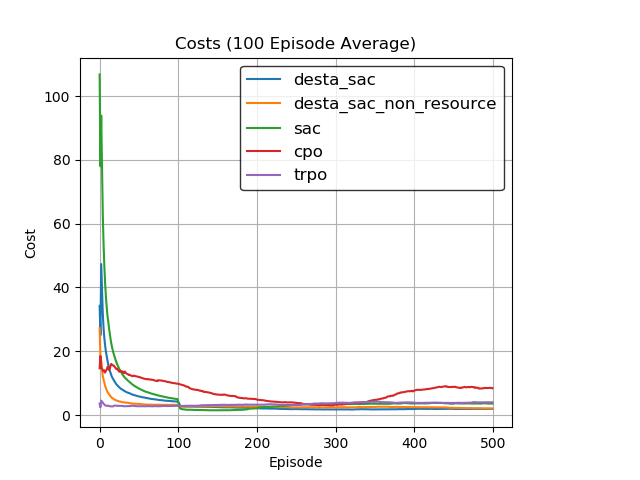 Costs (100 Episode Average)
desta_sac
desta_sac_non_resource
sac
cpo
trpo
Cost
100
80
60
40
20
0
0 100 200 300 400 500
Episode